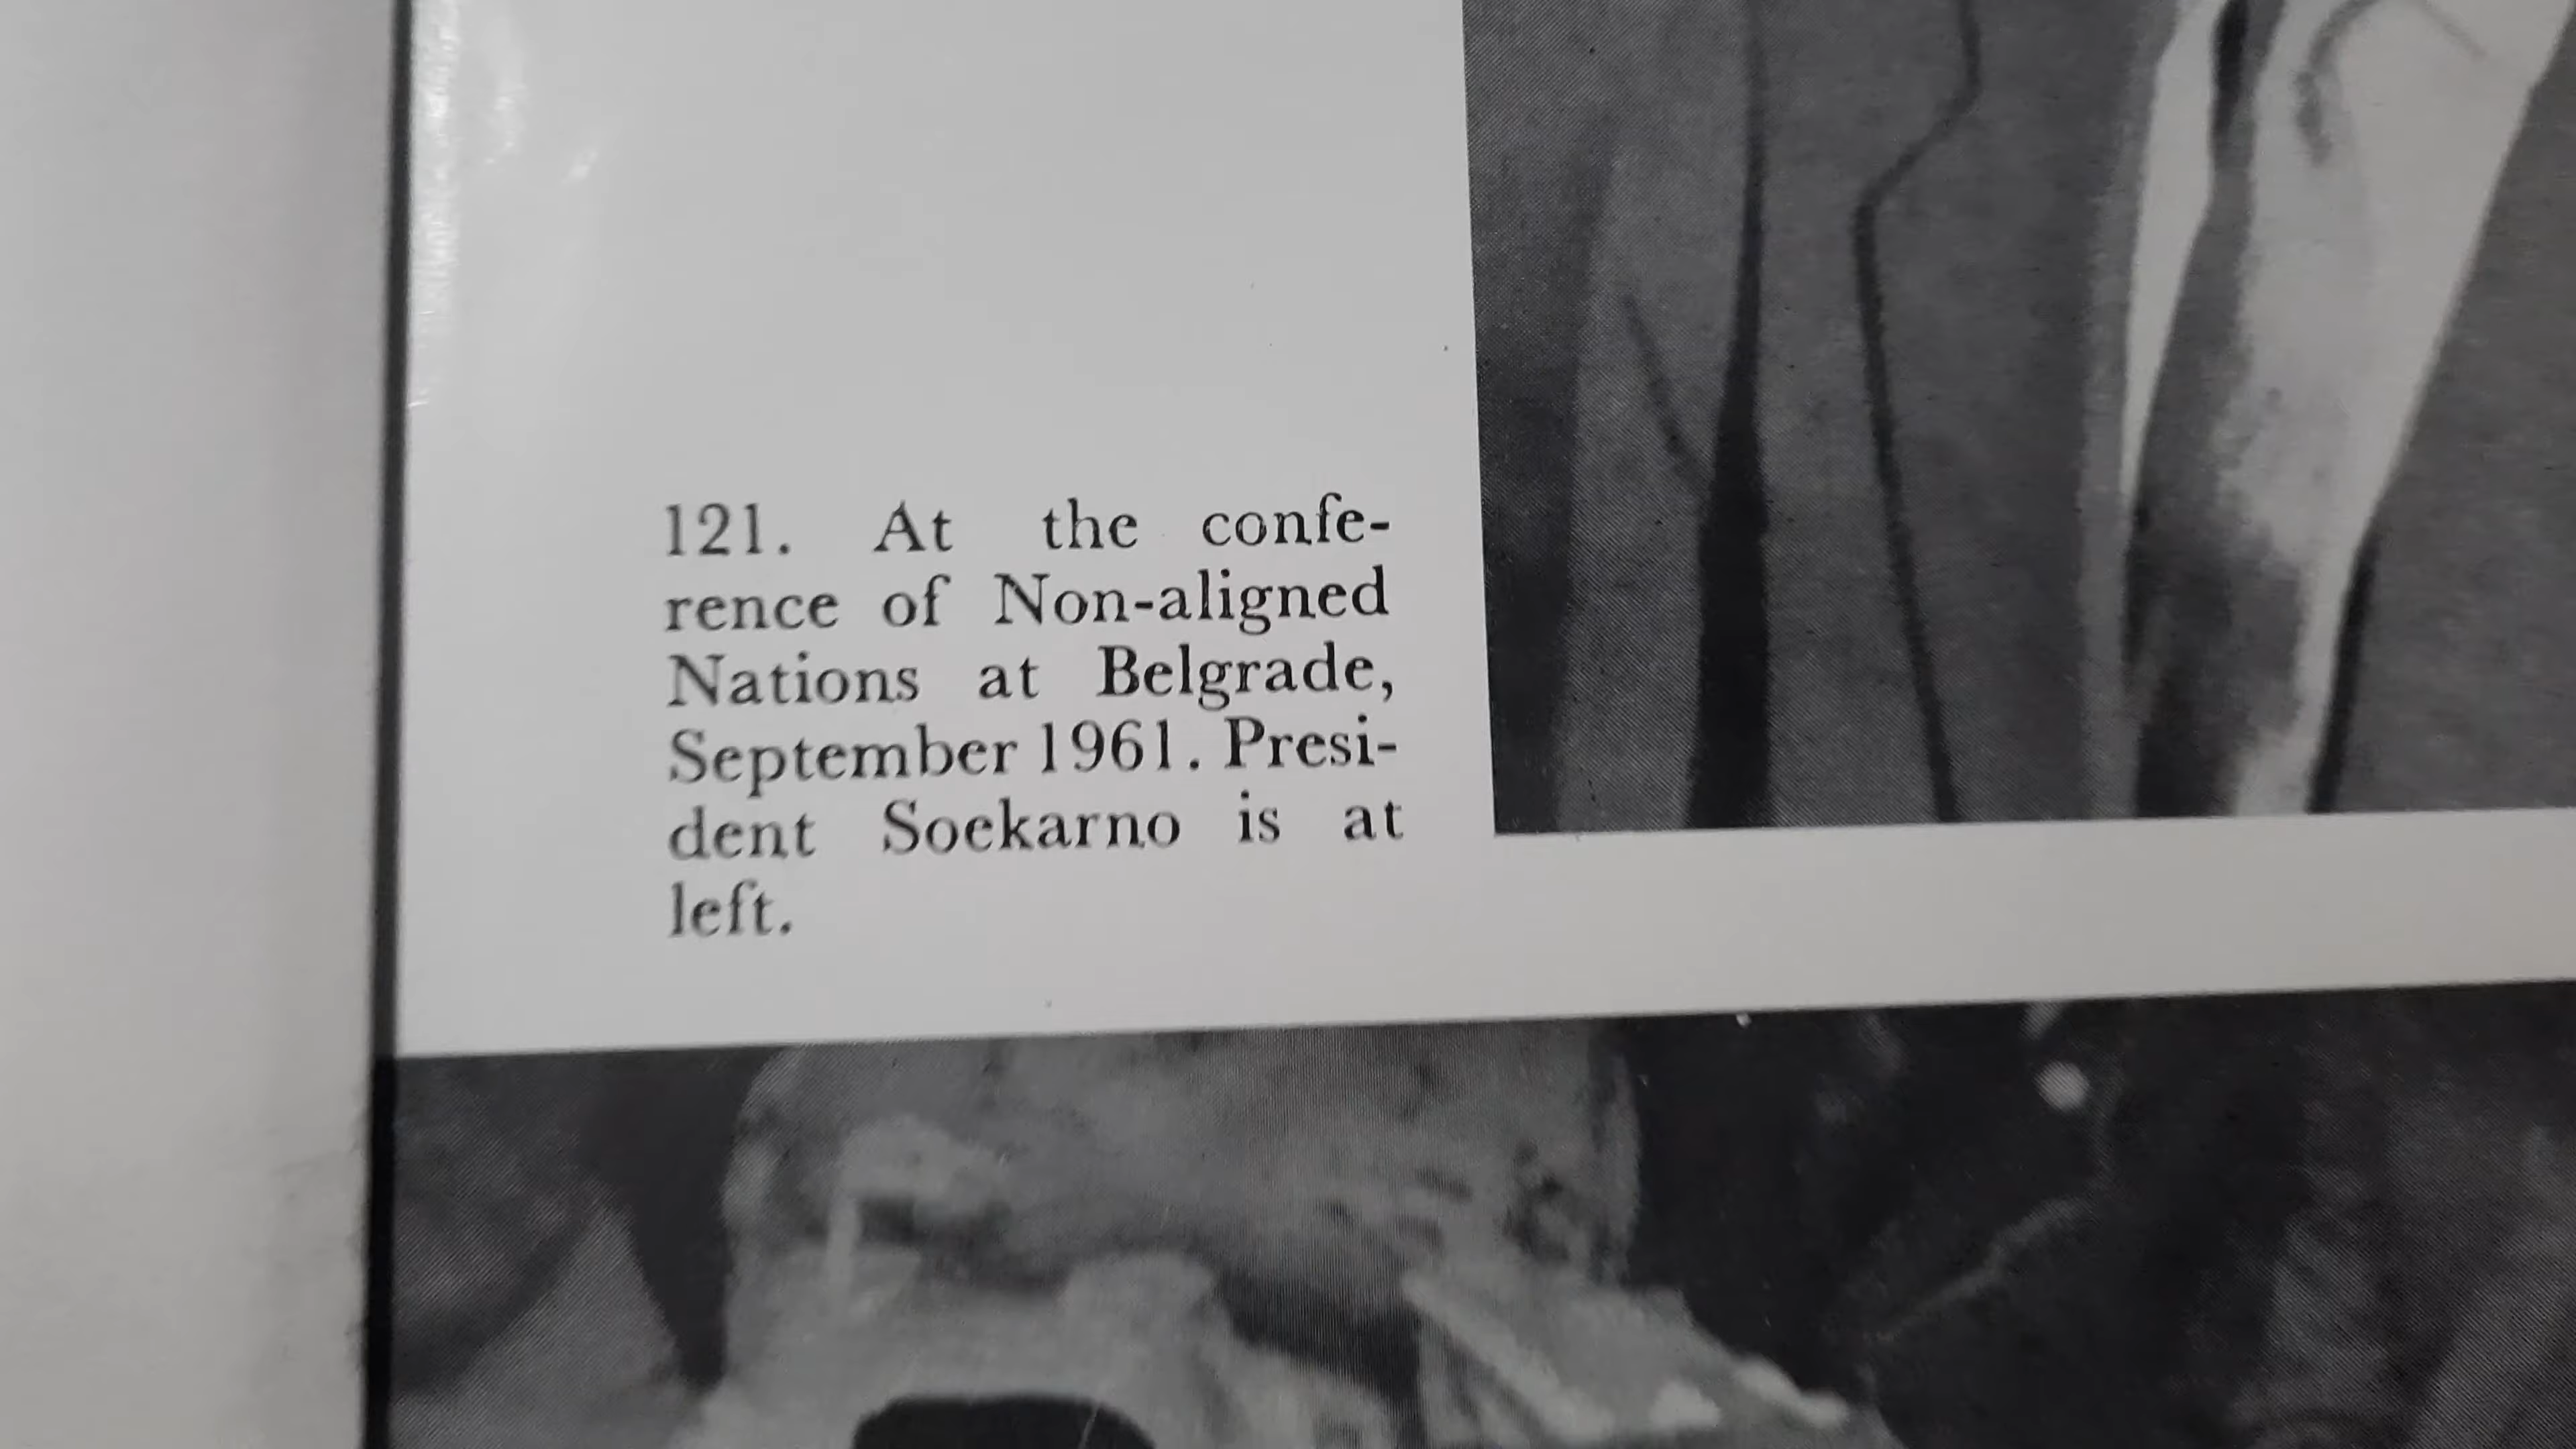 121. At the confe-
rence of Non-aligned
Nations at Belgrade,
September 1961. Presi-
dent Soekarno is at
left.